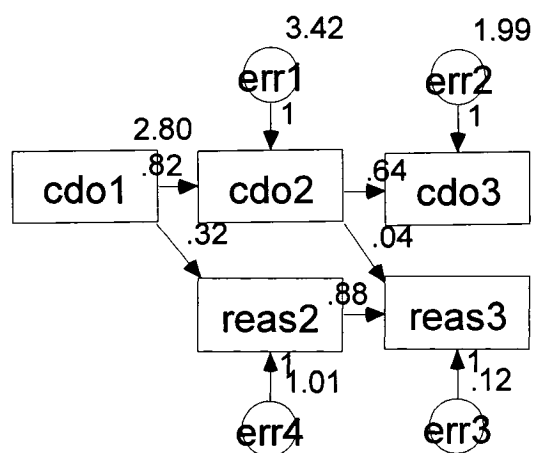 3.42
1.99
err1
err2
1
1
2.80
.82
.64
cdo1
cdo2
cdo3
.32
.04
.88
reas2
reas3
1
1.01
1
.12
err4
err3